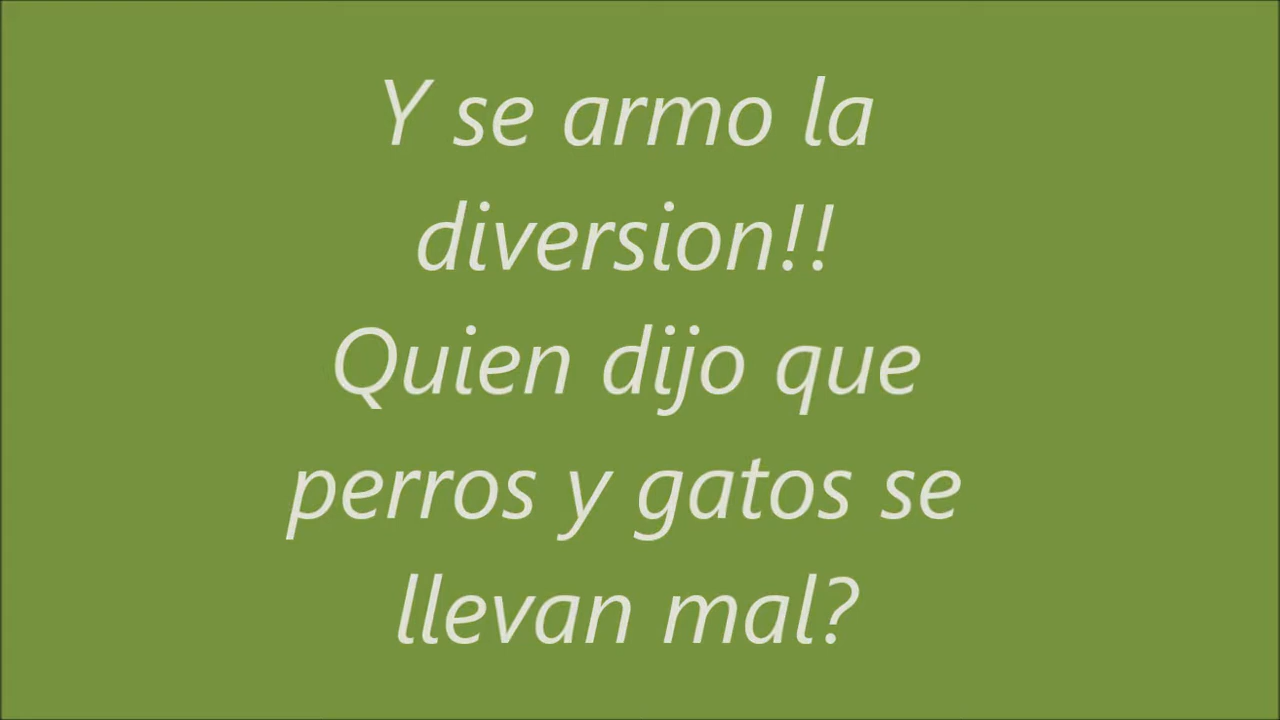 Y se armo la
diversion!!
Quien dijo que
perros y gatos se
llevan mal?